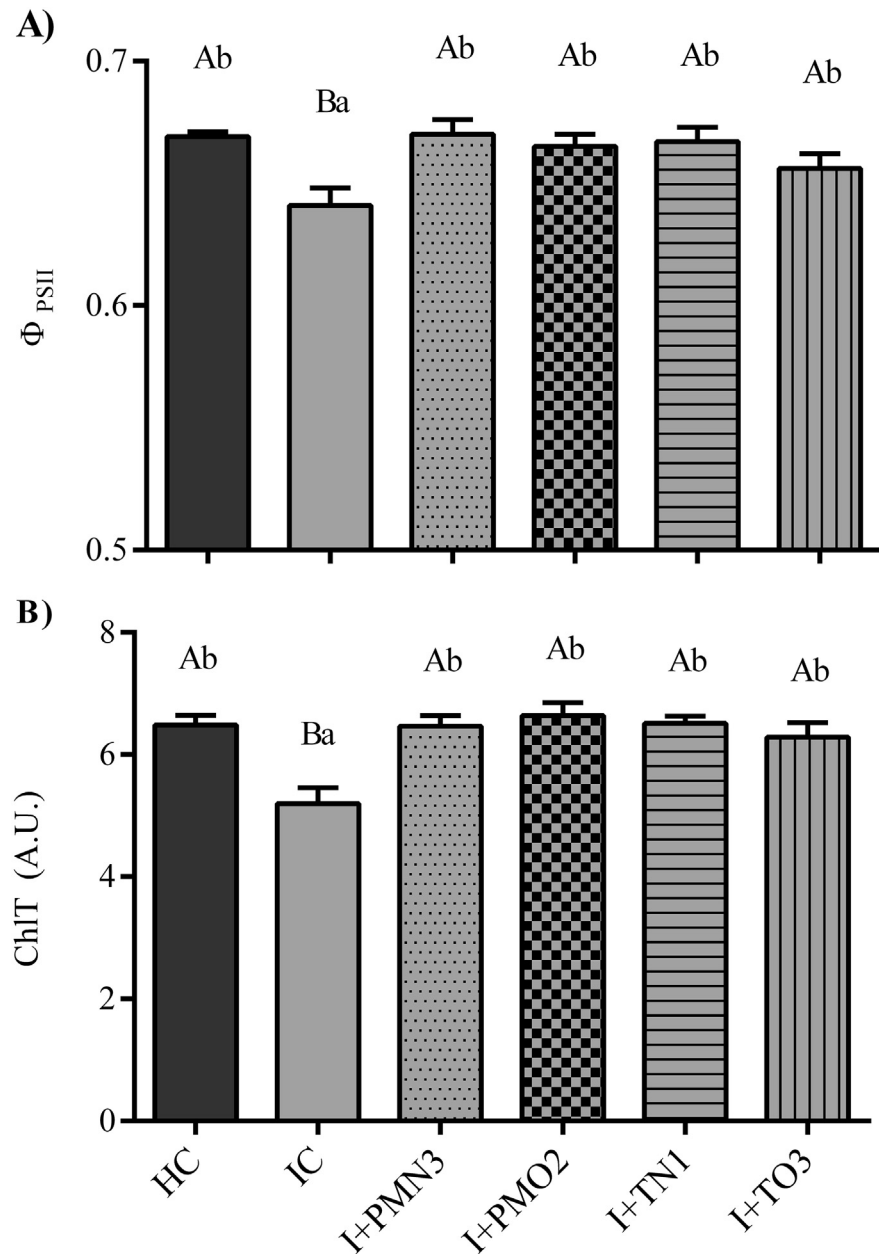 A)
Ab Ba Ab Ab Ab Ab
0.7
0.6
0.5
Φ PSII
B)
Ab Ba Ab Ab Ab Ab
8
6
4
2
0
ChlT (A.U.)
HC IC I+PMN3 I+PMO2 I+TN1 I+TO3